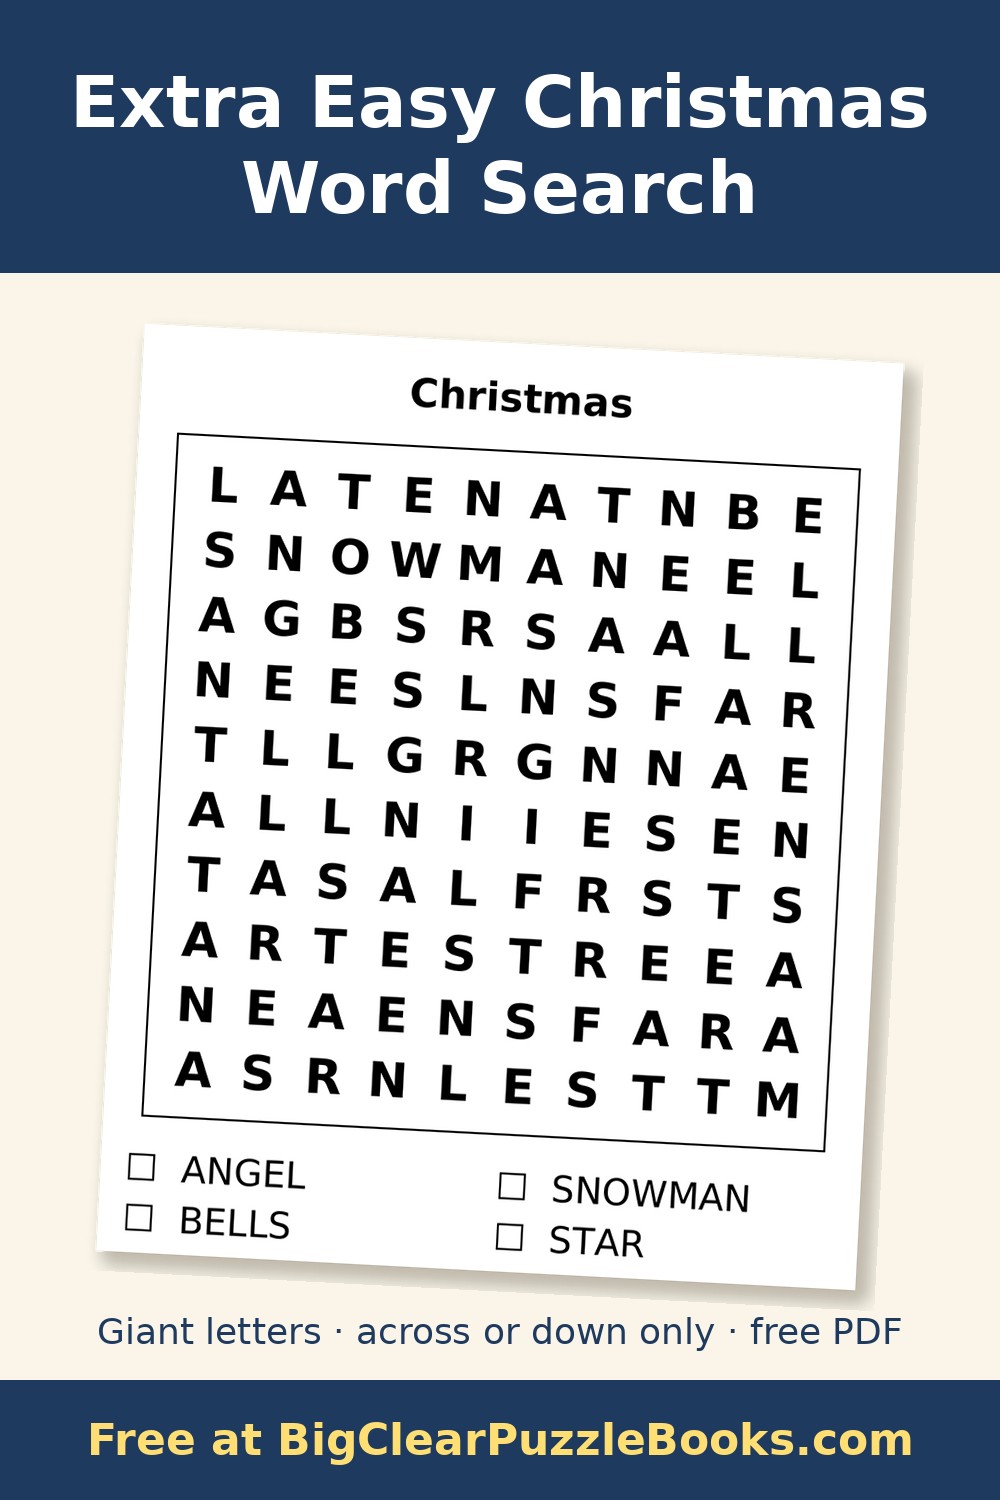 Extra Easy Christmas
Word Search
Christmas
L A T E N A T N B E
S N O W M A N E E L
A G B S R S A A L L
N E E S L N S F A R
T L L G R G N N A E
A L L N I I E S E N
T A S A L F R S T S
A R T E S T R E E A
N E A E N S F A R A
A S R N L E S T T M
☐ ANGEL ☐ SNOWMAN
☐ BELLS ☐ STAR
Giant letters · across or down only · free PDF
Free at BigClearPuzzleBooks.com